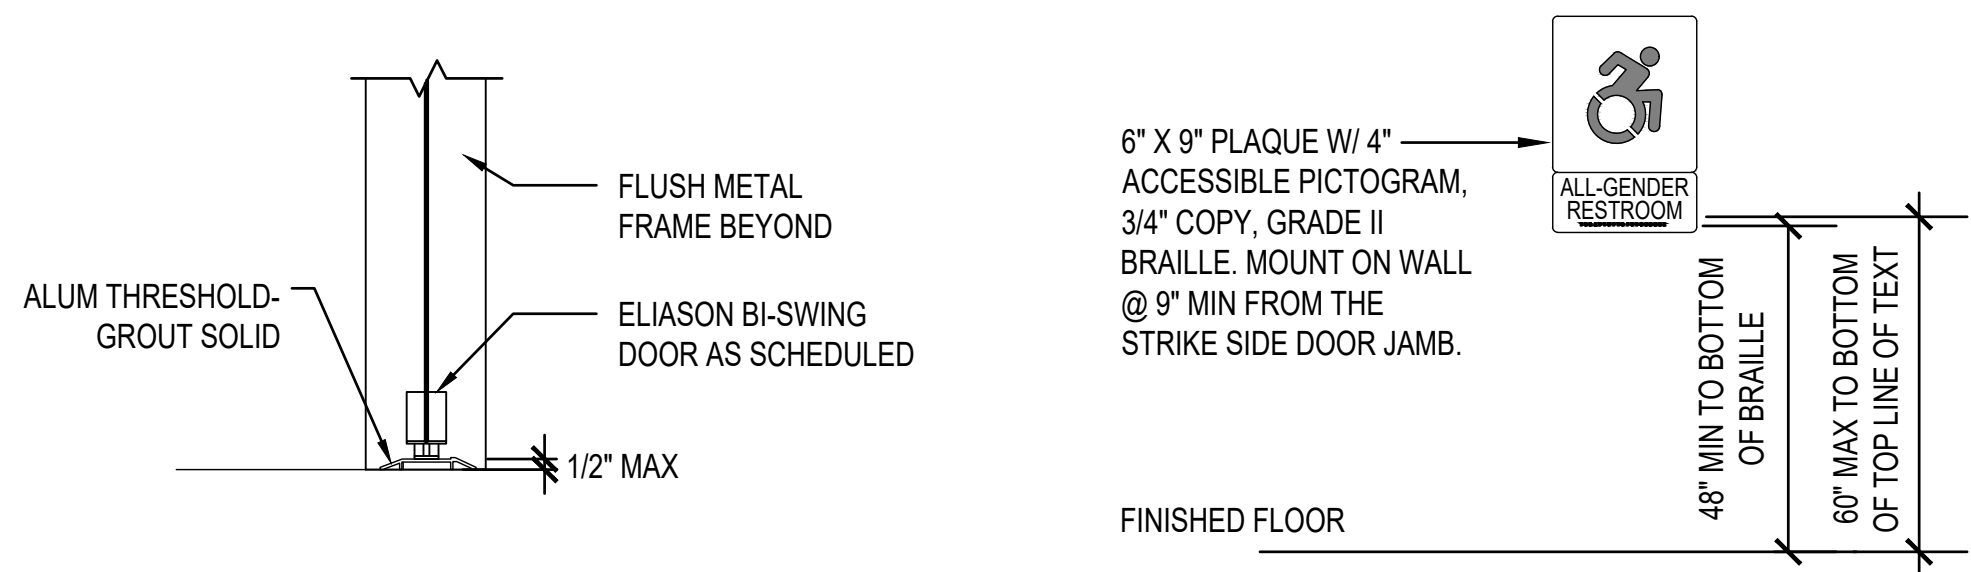 FLUSH METAL
FRAME BEYOND
ALUM THRESHOLD-
GROUT SOLID
ELIASON BI-SWING
DOOR AS SCHEDULED
1/2" MAX
6" X 9" PLAQUE W/ 4"
ACCESSIBLE PICTOGRAM,
3/4" COPY, GRADE II
BRAILLE. MOUNT ON WALL
@ 9" MIN FROM THE
STRIKE SIDE DOOR JAMB.
ALL-GENDER
RESTROOM
48" MIN TO BOTTOM
OF BRAILLE
60" MAX TO BOTTOM
OF TOP LINE OF TEXT
FINISHED FLOOR